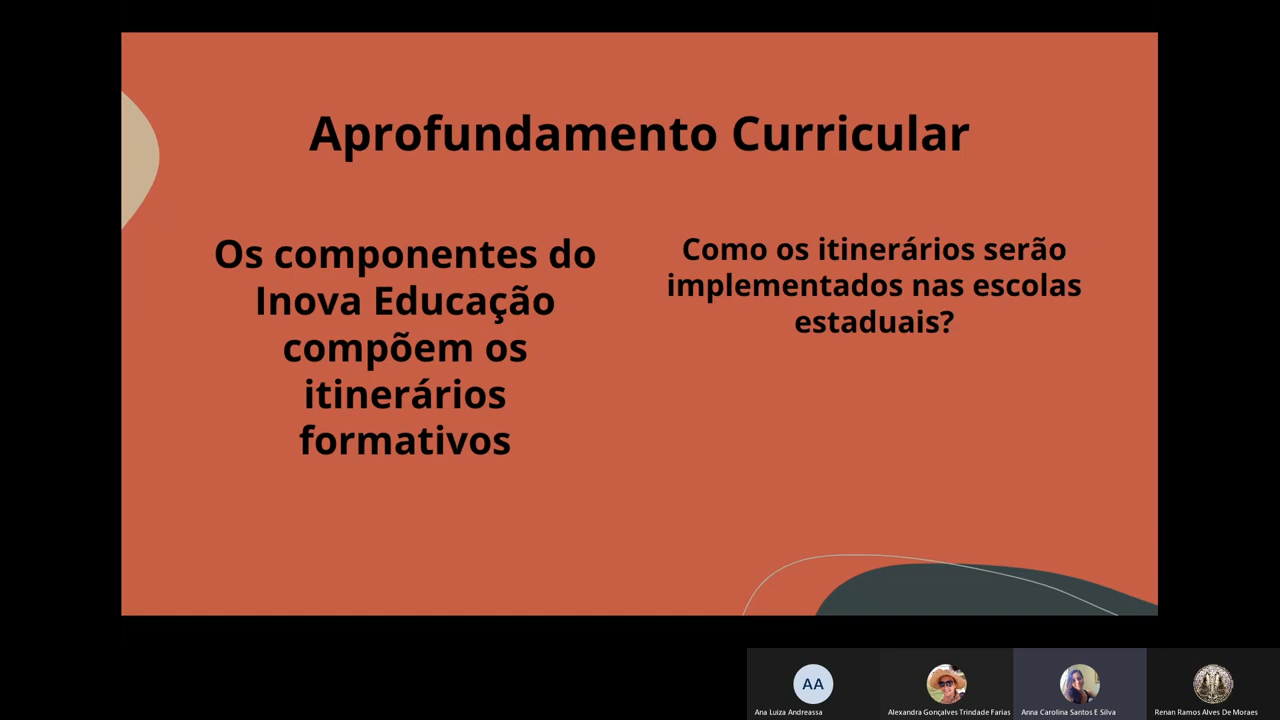 Aprofundamento Curricular
Os componentes do
Inova Educação
compõem os
itinerários
formativos
Como os itinerários serão
implementados nas escolas
estaduais?
AA
Ana Luiza Andreassa
Alexandra Gonçalves Trindade Farias
Anna Carolina Santos E Silva
Renan Ramos Alves De Moraes